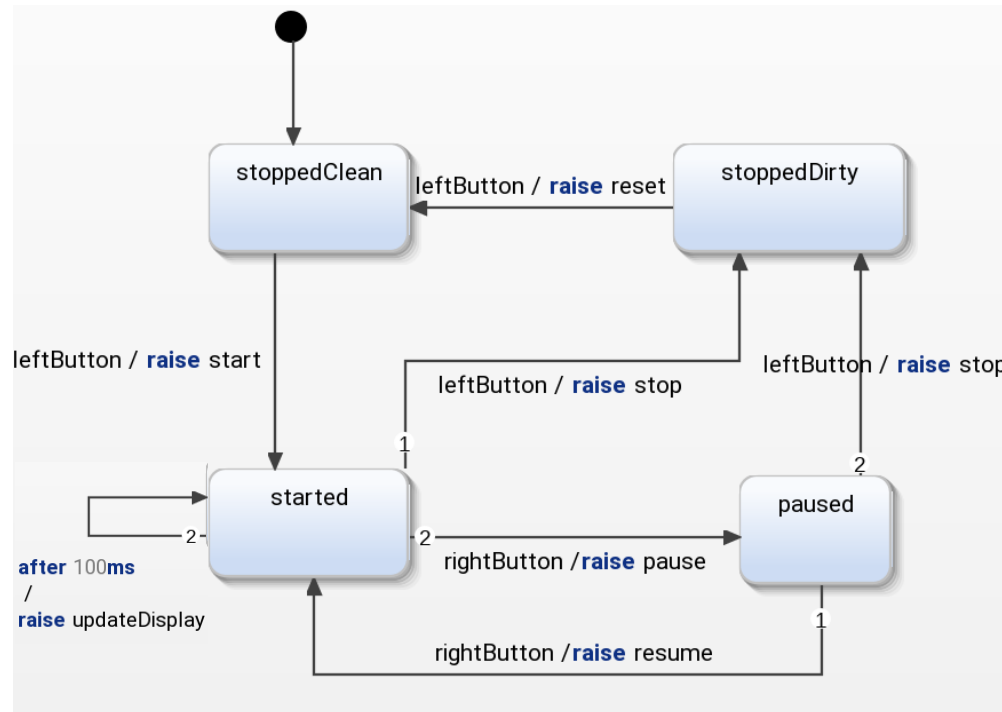 stoppedClean
stoppedDirty
leftButton / raise reset
leftButton / raise start
leftButton / raise stop
leftButton / raise stop
1
2
started
paused
2
2
rightButton /raise pause
after 100ms
/
raise updateDisplay
1
rightButton /raise resume